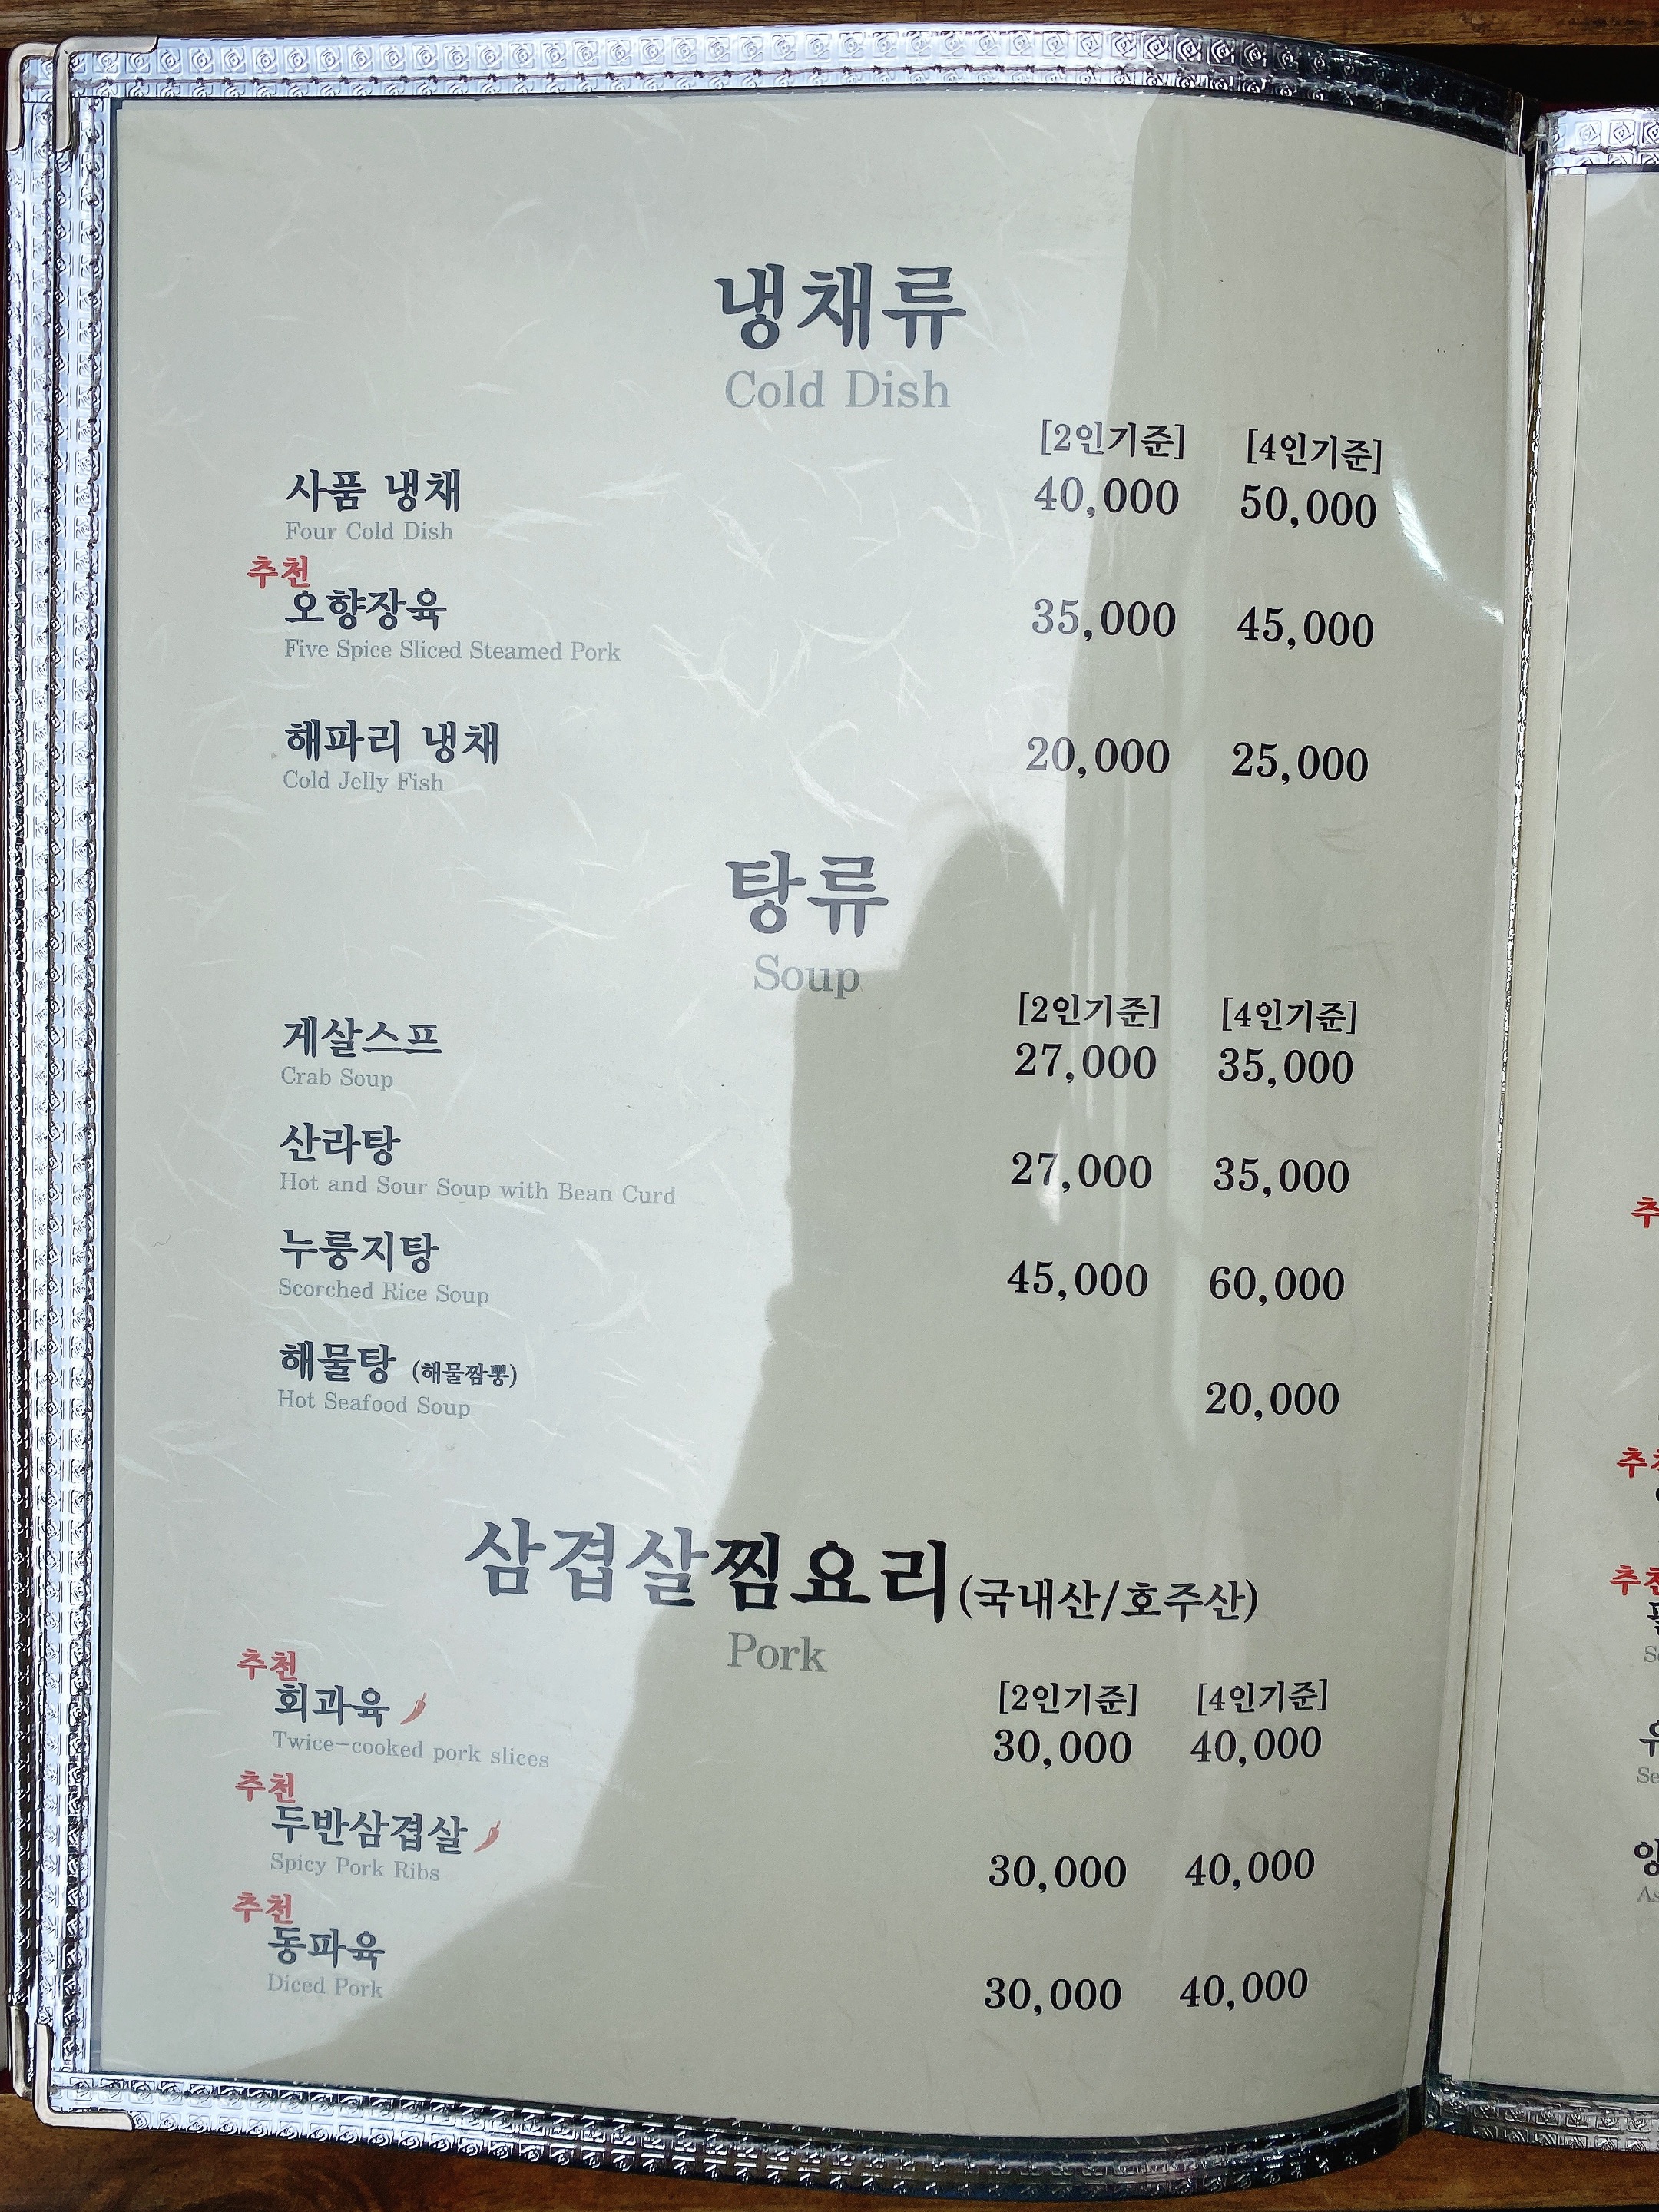 냉채류
Cold Dish
[2인기준] [4인기준]
사품 냉채 40,000 50,000
Four Cold Dish
추천
오향장육 35,000 45,000
Five Spice Sliced Steamed Pork
해파리 냉채 20,000 25,000
Cold Jelly Fish
탕류
Soup
[2인기준] [4인기준]
게살스프 27,000 35,000
Crab Soup
산라탕 27,000 35,000
Hot and Sour Soup with Bean Curd
누룽지탕 45,000 60,000
Scorched Rice Soup
해물탕 (해물짬뽕) 20,000
Hot Seafood Soup
삼겹살찜요리(국내산/호주산)
Pork
[2인기준] [4인기준]
추천
회과육 30,000 40,000
Twice-cooked pork slices
추천
두반삼겹살 30,000 40,000
Spicy Pork Ribs
추천
동파육 30,000 40,000
Diced Pork